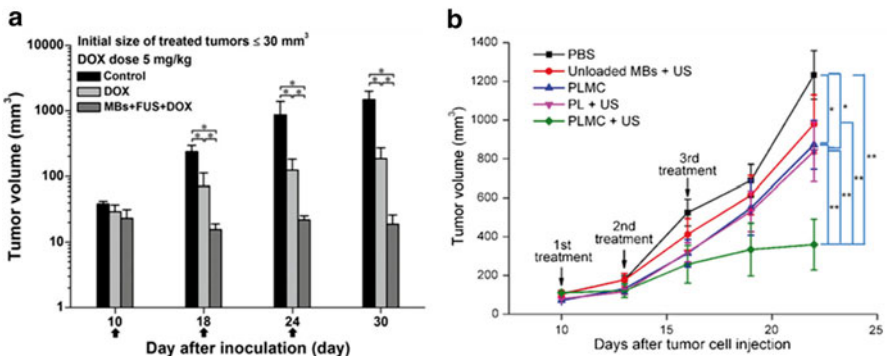 a
Initial size of treated tumors ≤ 30 mm³
DOX dose 5 mg/kg
Control
DOX
MBs+FUS+DOX
Tumor volume (mm³)
10000
1000
100
10
1
* * *
* * *
* * *
10 18 24 30
Day after inoculation (day)
b
PBS
Unloaded MBs + US
PLMC
PL + US
PLMC + US
Tumor volume (mm³)
1400
1200
1000
800
600
400
200
0
1st
treatment
2nd
treatment
3rd
treatment
*
*
**
**
**
**
10 15 20 25
Days after tumor cell injection